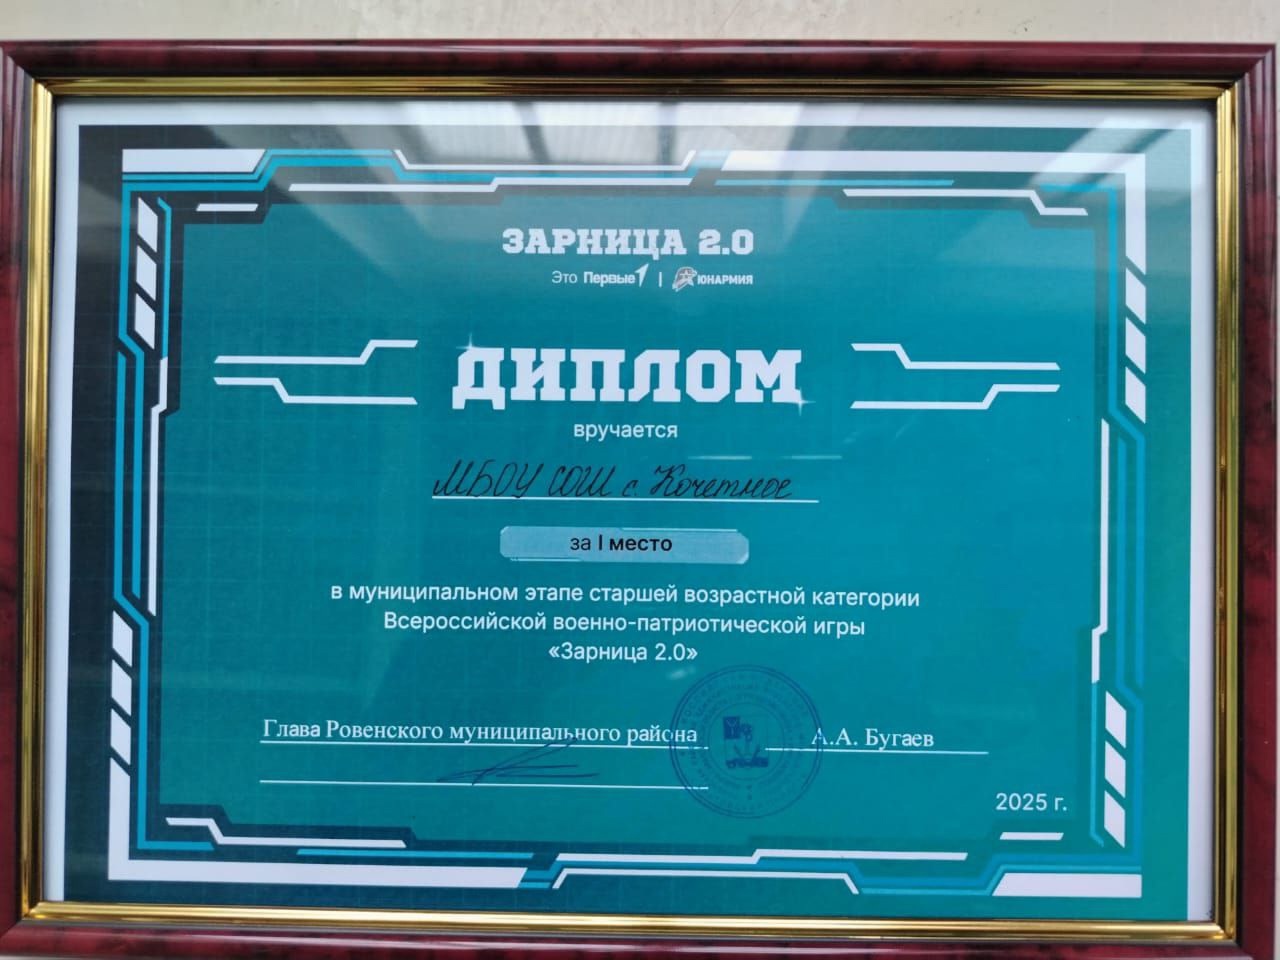 ЗАРНИЦА 2.0
Это Первые | ЮНАРМИЯ
ДИПЛОМ
вручается
МБОУ СОШ с. Кочетное
за I место
в муниципальном этапе старшей возрастной категории
Всероссийской военно-патриотической игры
«Зарница 2.0»
Глава Ровенского муниципального района А.А. Бугаев
2025 г.